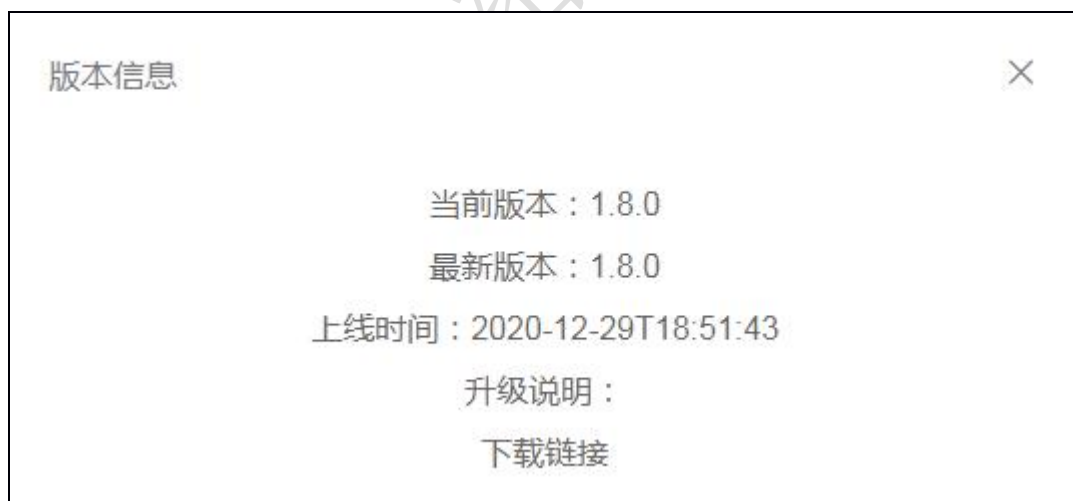 版本信息
当前版本：1.8.0
最新版本：1.8.0
上线时间：2020-12-29T18:51:43
升级说明：
下载链接